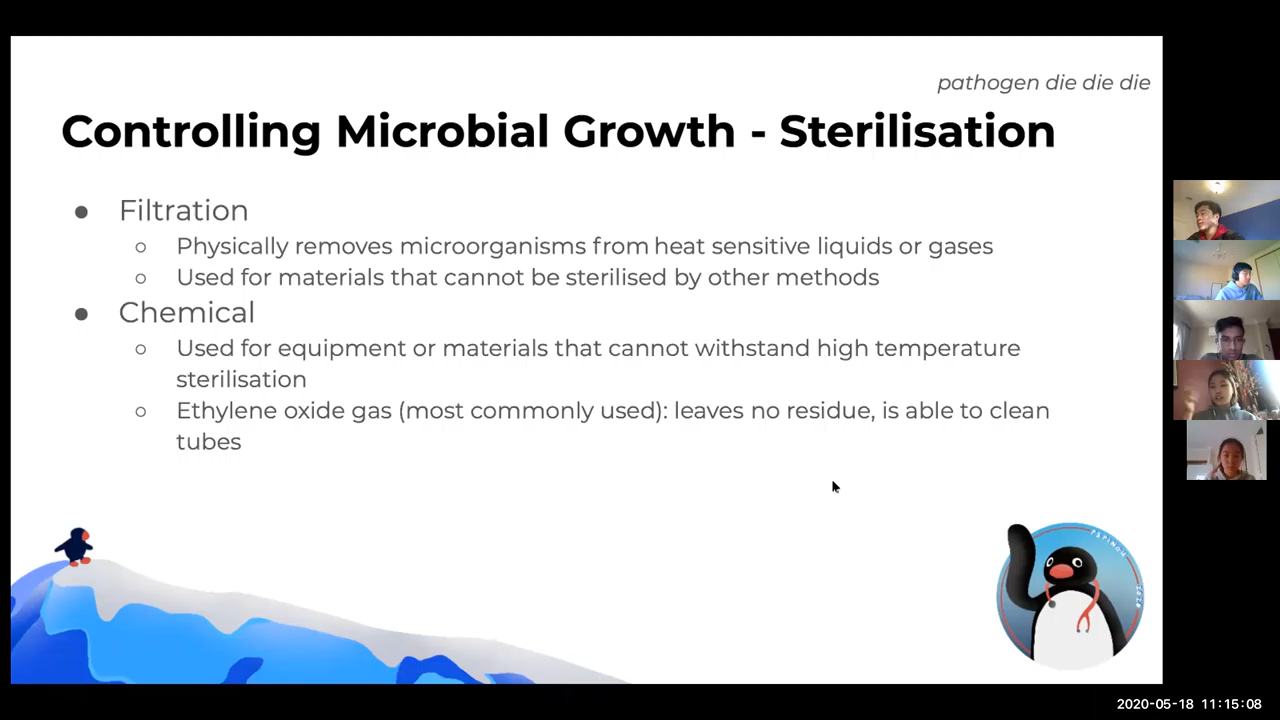 pathogen die die die
Controlling Microbial Growth - Sterilisation
● Filtration
○ Physically removes microorganisms from heat sensitive liquids or gases
○ Used for materials that cannot be sterilised by other methods
● Chemical
○ Used for equipment or materials that cannot withstand high temperature
sterilisation
○ Ethylene oxide gas (most commonly used): leaves no residue, is able to clean
tubes
2020-05-18 11:15:08